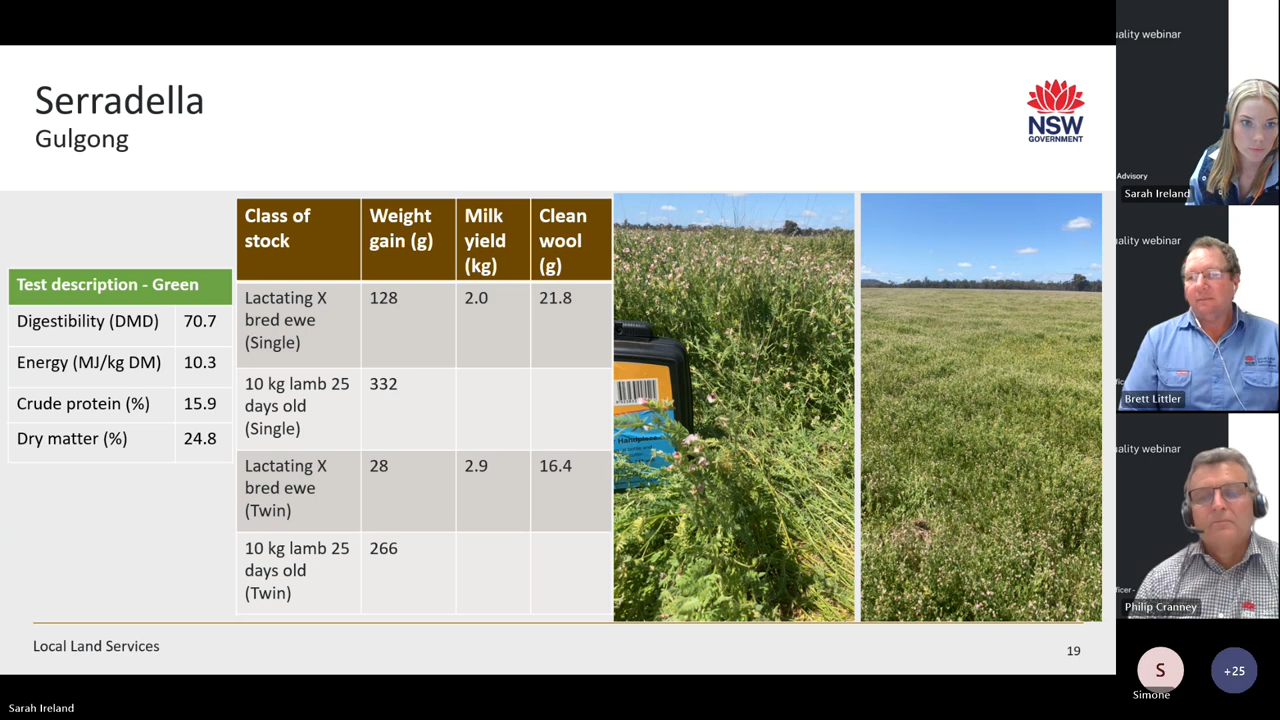 Serradella
Gulgong
NSW
GOVERNMENT
Test description - Green
Digestibility (DMD) 70.7
Energy (MJ/kg DM) 10.3
Crude protein (%) 15.9
Dry matter (%) 24.8
Class of stock Weight gain (g) Milk yield (kg) Clean wool (g)
Lactating X bred ewe (Single) 128 2.0 21.8
10 kg lamb 25 days old (Single) 332
Lactating X bred ewe (Twin) 28 2.9 16.4
10 kg lamb 25 days old (Twin) 266
Local Land Services
19
uality webinar
Advisory
Sarah Ireland
uality webinar
Brett Littler
uality webinar
Philip Cranney
S
+25
Simone
Sarah Ireland